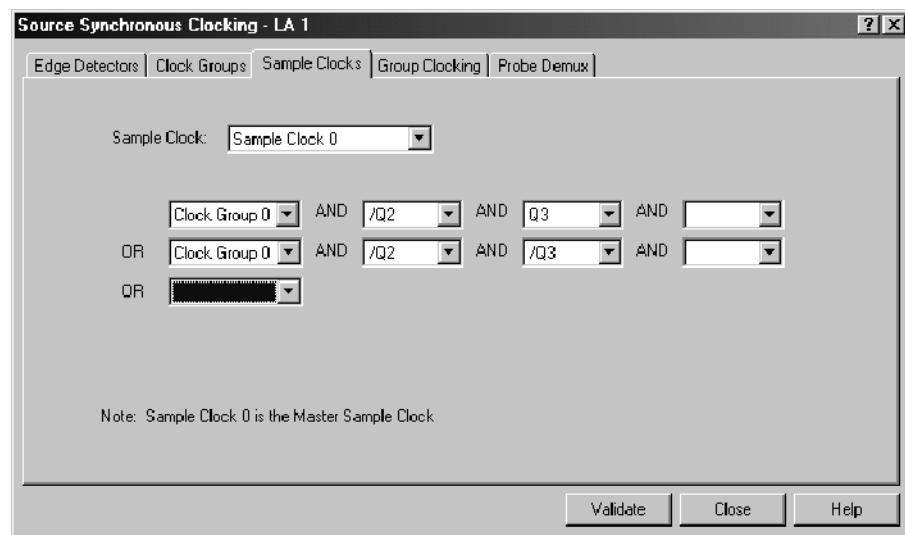 Source Synchronous Clocking - LA 1
Edge Detectors Clock Groups Sample Clocks Group Clocking Probe Demux
Sample Clock: Sample Clock 0
Clock Group 0 AND /Q2 AND Q3 AND
OR Clock Group 0 AND /Q2 AND /Q3 AND
OR
Note: Sample Clock 0 is the Master Sample Clock
Validate Close Help